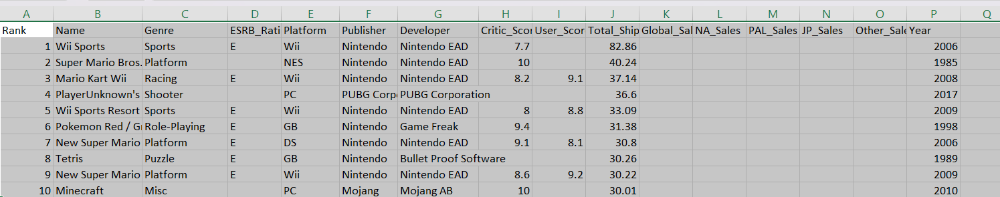 A B C D E F G H I J K L M N O P Q
Rank Name Genre ESRB_Rati Platform Publisher Developer Critic_Scor User_Scor Total_Ship Global_Sal NA_Sales PAL_Sales JP_Sales Other_Sale Year
1 Wii Sports Sports E Wii Nintendo Nintendo EAD 7.7 82.86 2006
2 Super Mario Bros. Platform NES Nintendo Nintendo EAD 10 40.24 1985
3 Mario Kart Wii Racing E Wii Nintendo Nintendo EAD 8.2 9.1 37.14 2008
4 PlayerUnknown's Shooter PC PUBG Corp PUBG Corporation 36.6 2017
5 Wii Sports Resort Sports E Wii Nintendo Nintendo EAD 8 8.8 33.09 2009
6 Pokemon Red / Gr Role-Playing E GB Nintendo Game Freak 9.4 31.38 1998
7 New Super Mario Platform E DS Nintendo Nintendo EAD 9.1 8.1 30.8 2006
8 Tetris Puzzle E GB Nintendo Bullet Proof Software 30.26 1989
9 New Super Mario Platform E Wii Nintendo Nintendo EAD 8.6 9.2 30.22 2009
10 Minecraft Misc PC Mojang Mojang AB 10 30.01 2010